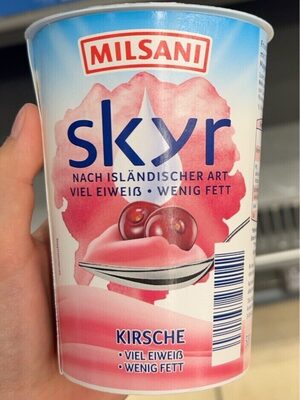 MILSANI
skyr
NACH ISLÄNDISCHER ART
VIEL EIWEIß • WENIG FETT
KIRSCHE
• VIEL EIWEIß
• WENIG FETT